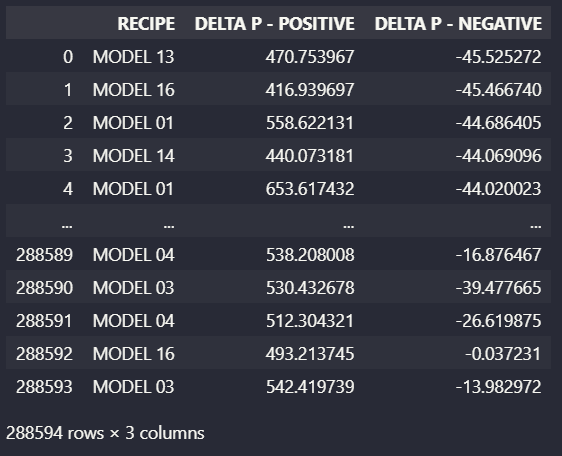 RECIPE DELTA P - POSITIVE DELTA P - NEGATIVE
0 MODEL 13 470.753967 -45.525272
1 MODEL 16 416.939697 -45.466740
2 MODEL 01 558.622131 -44.686405
3 MODEL 14 440.073181 -44.069096
4 MODEL 01 653.617432 -44.020023
... ... ... ...
288589 MODEL 04 538.208008 -16.876467
288590 MODEL 03 530.432678 -39.477665
288591 MODEL 04 512.304321 -26.619875
288592 MODEL 16 493.213745 -0.037231
288593 MODEL 03 542.419739 -13.982972
288594 rows × 3 columns